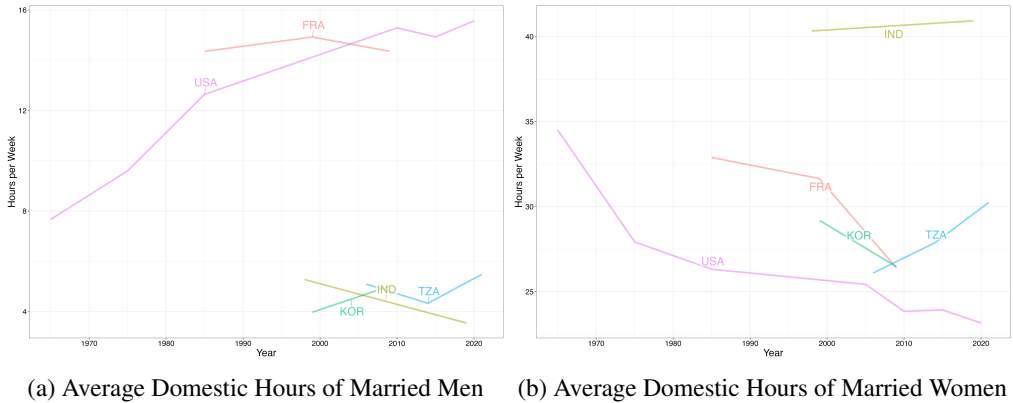 16
12
8
4
Hours per Week
FRA
USA
IND
TZA
KOR
1970
1980
1990
2000
2010
2020
Year
(a) Average Domestic Hours of Married Men
40
35
30
25
Hours per Week
IND
FRA
KOR
TZA
USA
1970
1980
1990
2000
2010
2020
Year
(b) Average Domestic Hours of Married Women